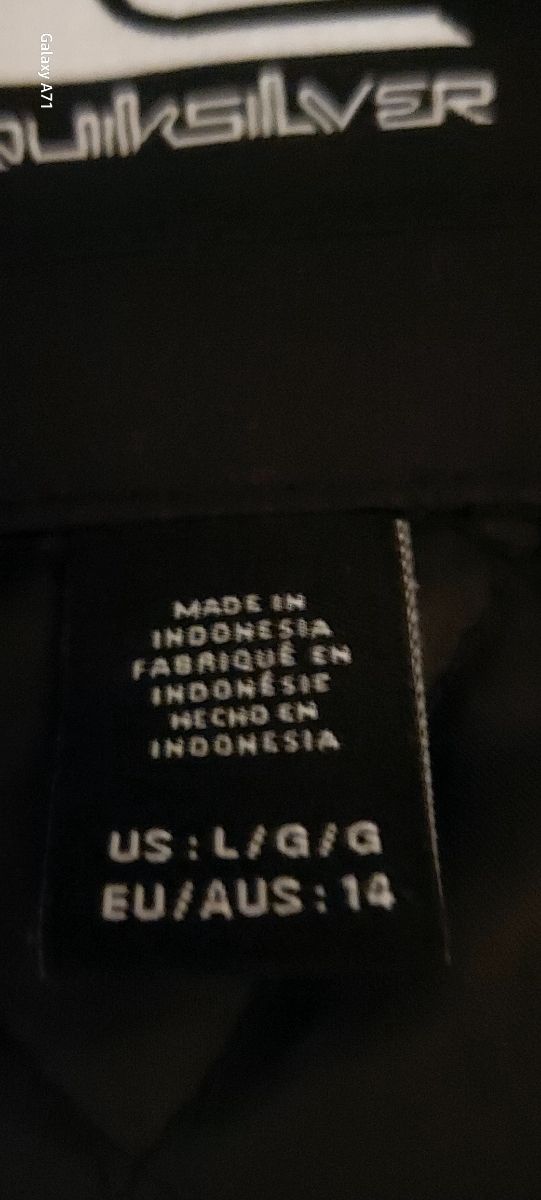 Galaxy A71
QUIKSILVER
MADE IN
INDONESIA
FABRIQUÉ EN
INDONÉSIE
HECHO EN
INDONESIA
US : L/G/G
EU/AUS : 14